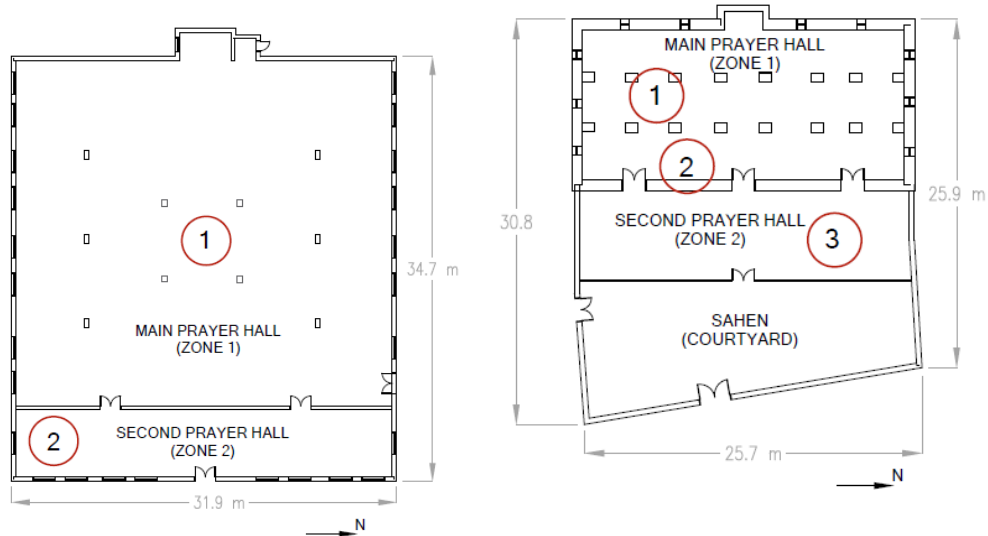 1
34.7 m
MAIN PRAYER HALL
(ZONE 1)
2
SECOND PRAYER HALL
(ZONE 2)
31.9 m
N
MAIN PRAYER HALL
(ZONE 1)
1
2
30.8
25.9 m
SECOND PRAYER HALL
(ZONE 2)
3
SAHEN
(COURTYARD)
25.7 m
N